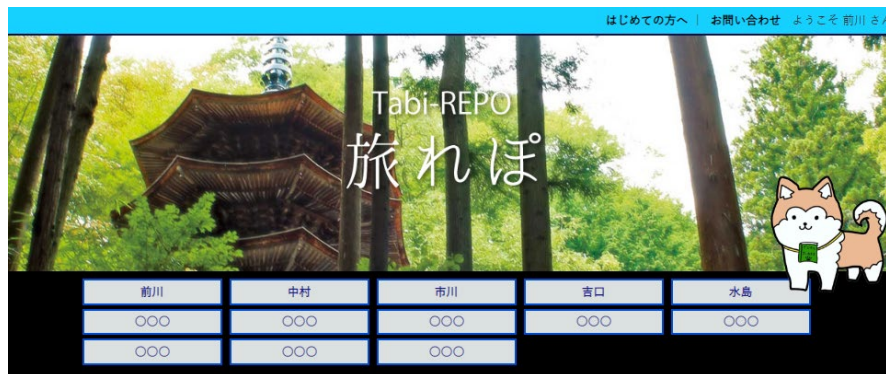 はじめての方へ | お問い合わせ ようこそ 前川 さん
Tabi-REPO
旅れぽ
前川 中村 市川 吉口 水島
○○○ ○○○ ○○○ ○○○ ○○○
○○○ ○○○ ○○○